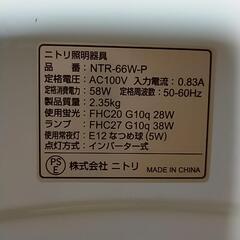 ニトリ照明器具
品番: NTR-66W-P
定格電圧: AC100V 入力電流: 0.83A
定格消費電力: 58W 定格周波数: 50-60Hz
製品質量: 2.35kg
使用蛍光: FHC20 G10q 28W
ランプ: FHC27 G10q 38W
使用常夜灯: E12 なつめ球 (5W)
点灯方式: インバーター式
PS
E
株式会社 ニトリ
MADE IN CHINA